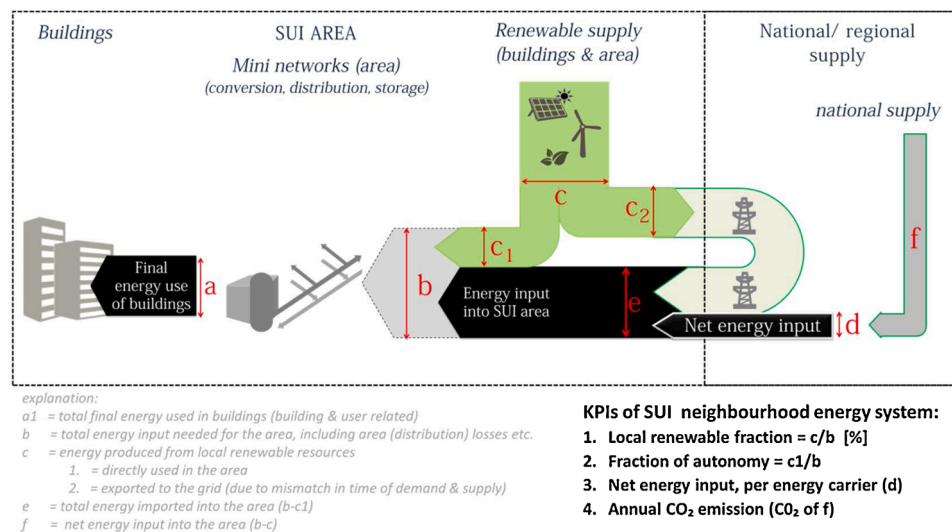 Buildings
SUI AREA
Mini networks (area)
(conversion, distribution, storage)
Renewable supply
(buildings & area)
National/ regional
supply
national supply
c
c₂
c₁
f
Final
energy use
of buildings
a
b
Energy input
into SUI area
e
Net energy input
d
explanation:
a1 = total final energy used in buildings (building & user related)
b = total energy input needed for the area, including area (distribution) losses etc.
c = energy produced from local renewable resources
1. = directly used in the area
2. = exported to the grid (due to mismatch in time of demand & supply)
e = total energy imported into the area (b-c1)
f = net energy input into the area (b-c)
KPIs of SUI neighbourhood energy system:
1. Local renewable fraction = c/b [%]
2. Fraction of autonomy = c1/b
3. Net energy input, per energy carrier (d)
4. Annual CO₂ emission (C0₂ of f)